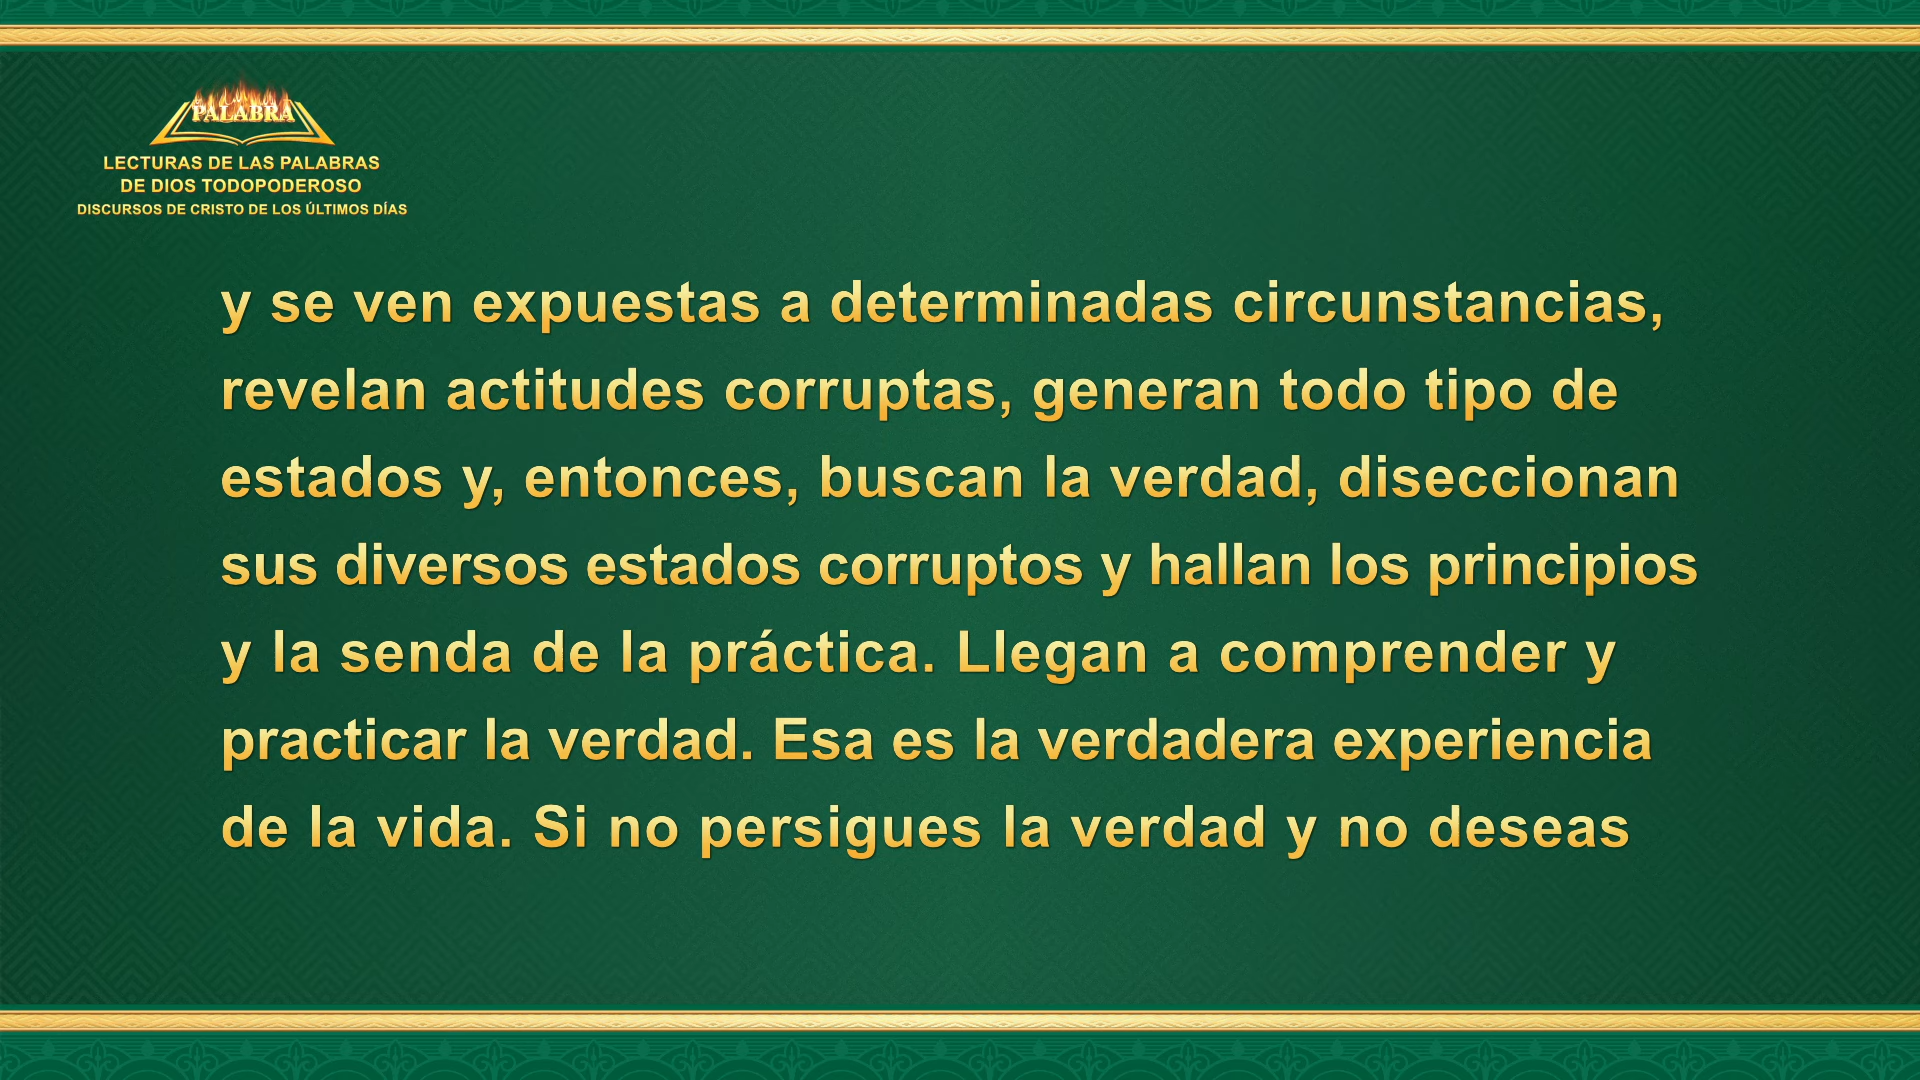 PALABRA
LECTURAS DE LAS PALABRAS
DE DIOS TODOPODEROSO
DISCURSOS DE CRISTO DE LOS ÚLTIMOS DÍAS
y se ven expuestas a determinadas circunstancias,
revelan actitudes corruptas, generan todo tipo de
estados y, entonces, buscan la verdad, diseccionan
sus diversos estados corruptos y hallan los principios
y la senda de la práctica. Llegan a comprender y
practicar la verdad. Esa es la verdadera experiencia
de la vida. Si no persigues la verdad y no deseas